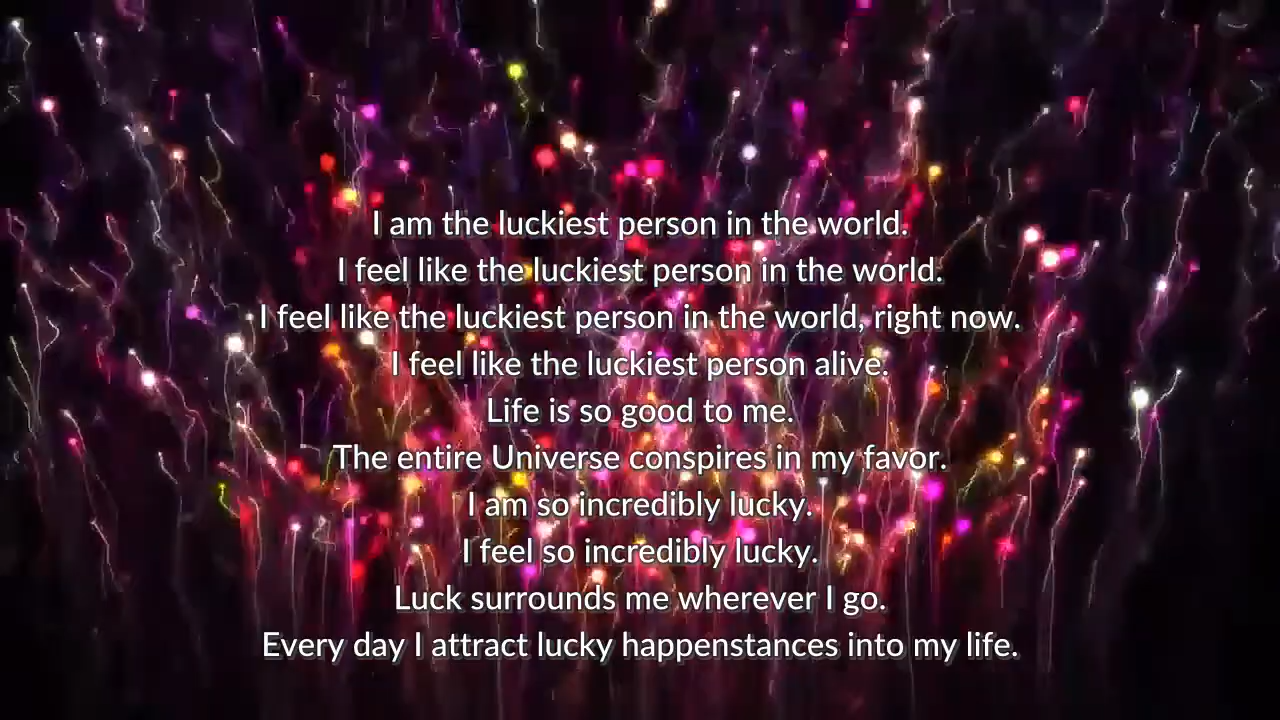 I am the luckiest person in the world.
I feel like the luckiest person in the world.
I feel like the luckiest person in the world, right now.
I feel like the luckiest person alive.
Life is so good to me.
The entire Universe conspires in my favor.
I am so incredibly lucky.
I feel so incredibly lucky.
Luck surrounds me wherever I go.
Every day I attract lucky happenstances into my life.